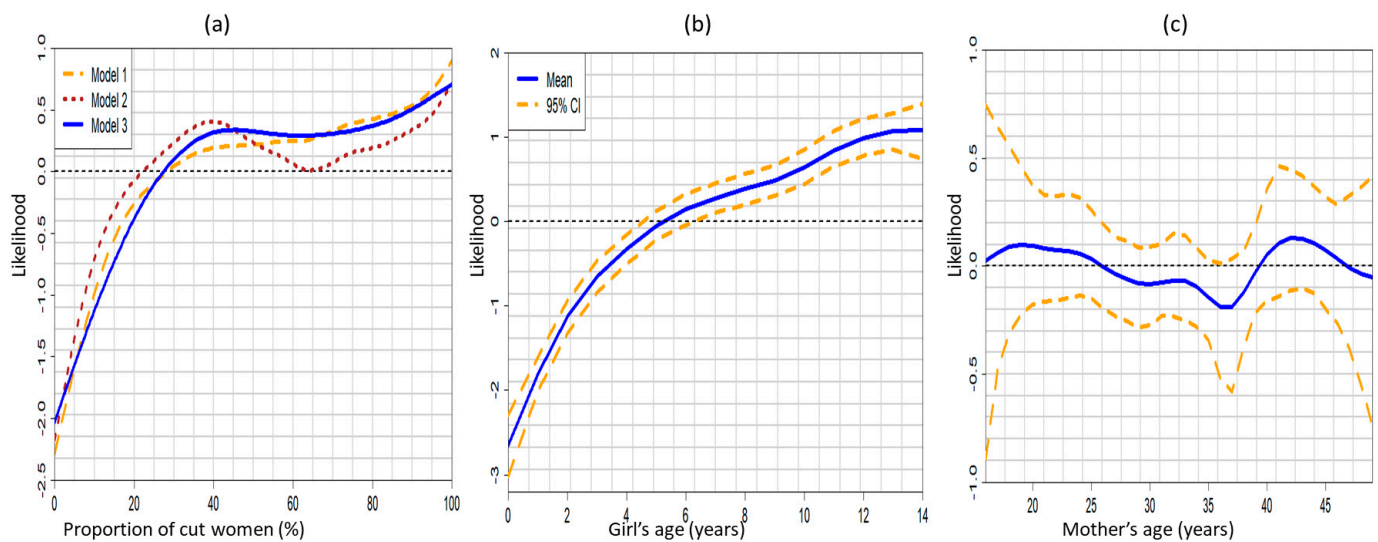 (a)
1.0
0.5
0.0
-0.5
-1.0
-1.5
-2.0
-2.5
Likelihood
Model 1
Model 2
Model 3
0 20 40 60 80 100
Proportion of cut women (%)
(b)
2
1
0
-1
-2
-3
Likelihood
Mean
95% CI
0 2 4 6 8 10 12 14
Girl's age (years)
(c)
1.0
0.5
0.0
-0.5
-1.0
Likelihood
20 25 30 35 40 45
Mother's age (years)